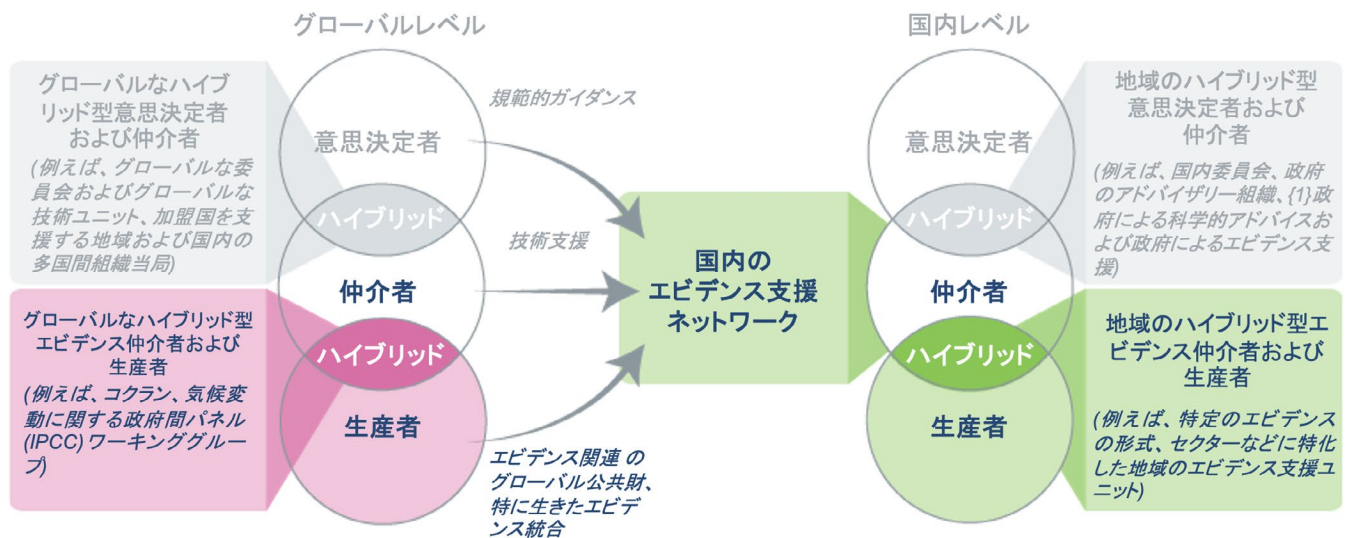 グローバルレベル
国内レベル
グローバルなハイブ
リッド型意思決定者
および仲介者
(例えば、グローバルな委
員会およびグローバルな
技術ユニット、加盟国を支
援する地域および国内の
多国間組織当局)
グローバルなハイブリッド型
エビデンス仲介者および
生産者
(例えば、コクラン、気候変
動に関する政府間パネル
(IPCC)ワーキンググルー
プ)
意思決定者
ハイブリッド
仲介者
ハイブリッド
生産者
規範的ガイダンス
技術支援
エビデンス関連 の
グローバル公共財、
特に生きたエビデ
ンス統合
国内の
エビデンス支援
ネットワーク
意思決定者
ハイブリッド
仲介者
ハイブリッド
生産者
地域のハイブリッド型
意思決定者および
仲介者
(例えば、国内委員会、政府
のアドバイザリー組織、{1}政
府による科学的アドバイスお
よび政府によるエビデンス支
援)
地域のハイブリッド型エ
ビデンス仲介者および
生産者
(例えば、特定のエビデンス
の形式、セクターなどに特化
した地域のエビデンス支援ユ
ニット)